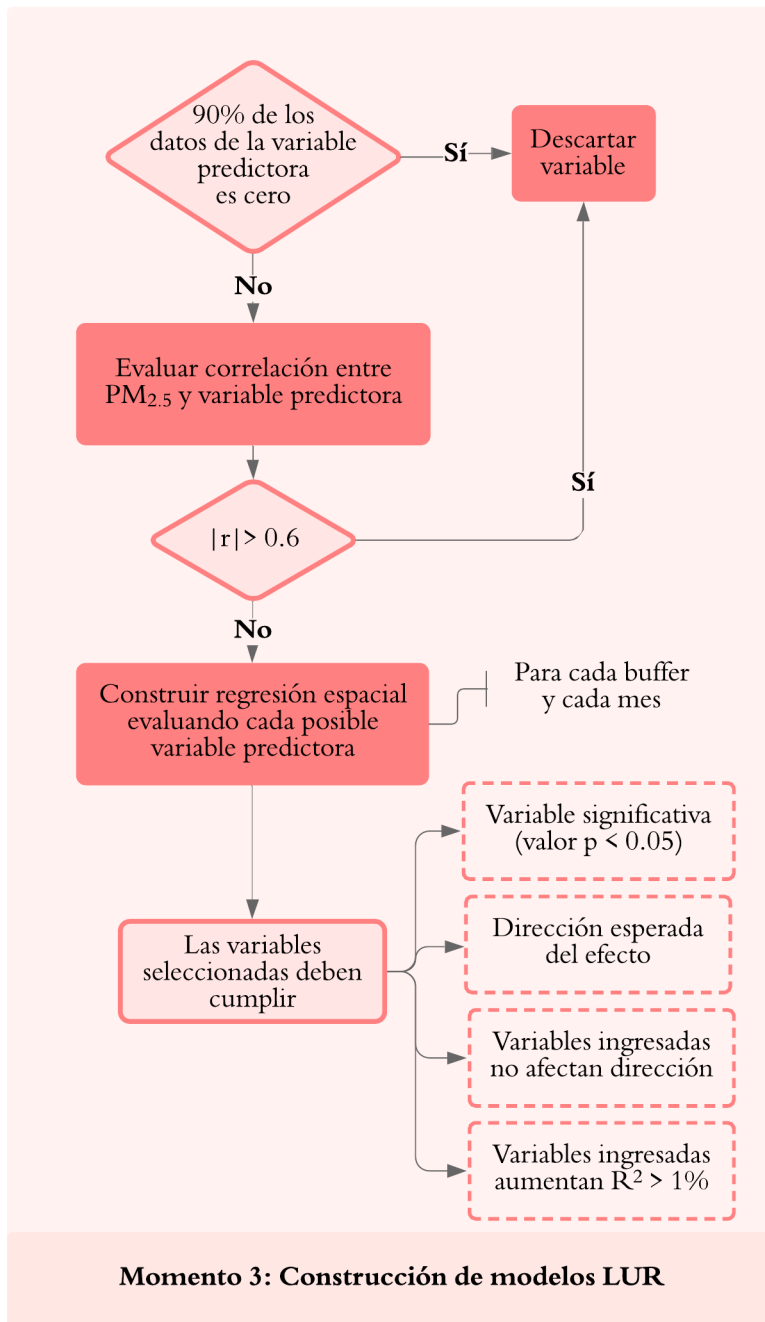 90% de los
datos de la variable
predictora
es cero
Sí
Descartar
variable
No
Evaluar correlación entre
PM₂.₅ y variable predictora
|r|> 0.6
Sí
No
Construir regresión espacial
evaluando cada posible
variable predictora
Para cada buffer
y cada mes
Las variables
seleccionadas deben
cumplir
Variable significativa
(valor p < 0.05)
Dirección esperada
del efecto
Variables ingresadas
no afectan dirección
Variables ingresadas
aumentan R² > 1%
Momento 3: Construcción de modelos LUR